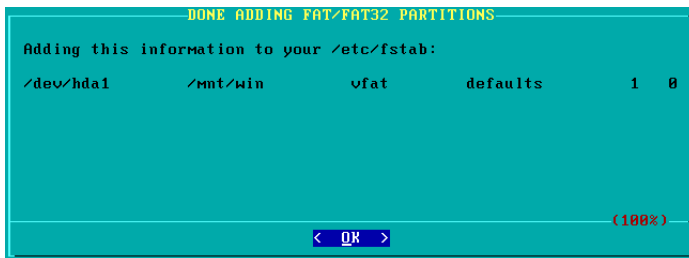 DONE ADDING FAT/FAT32 PARTITIONS
Adding this information to your /etc/fstab:
/dev/hda1 /mnt/win vfat defaults 1 0
(100%)
< OK >